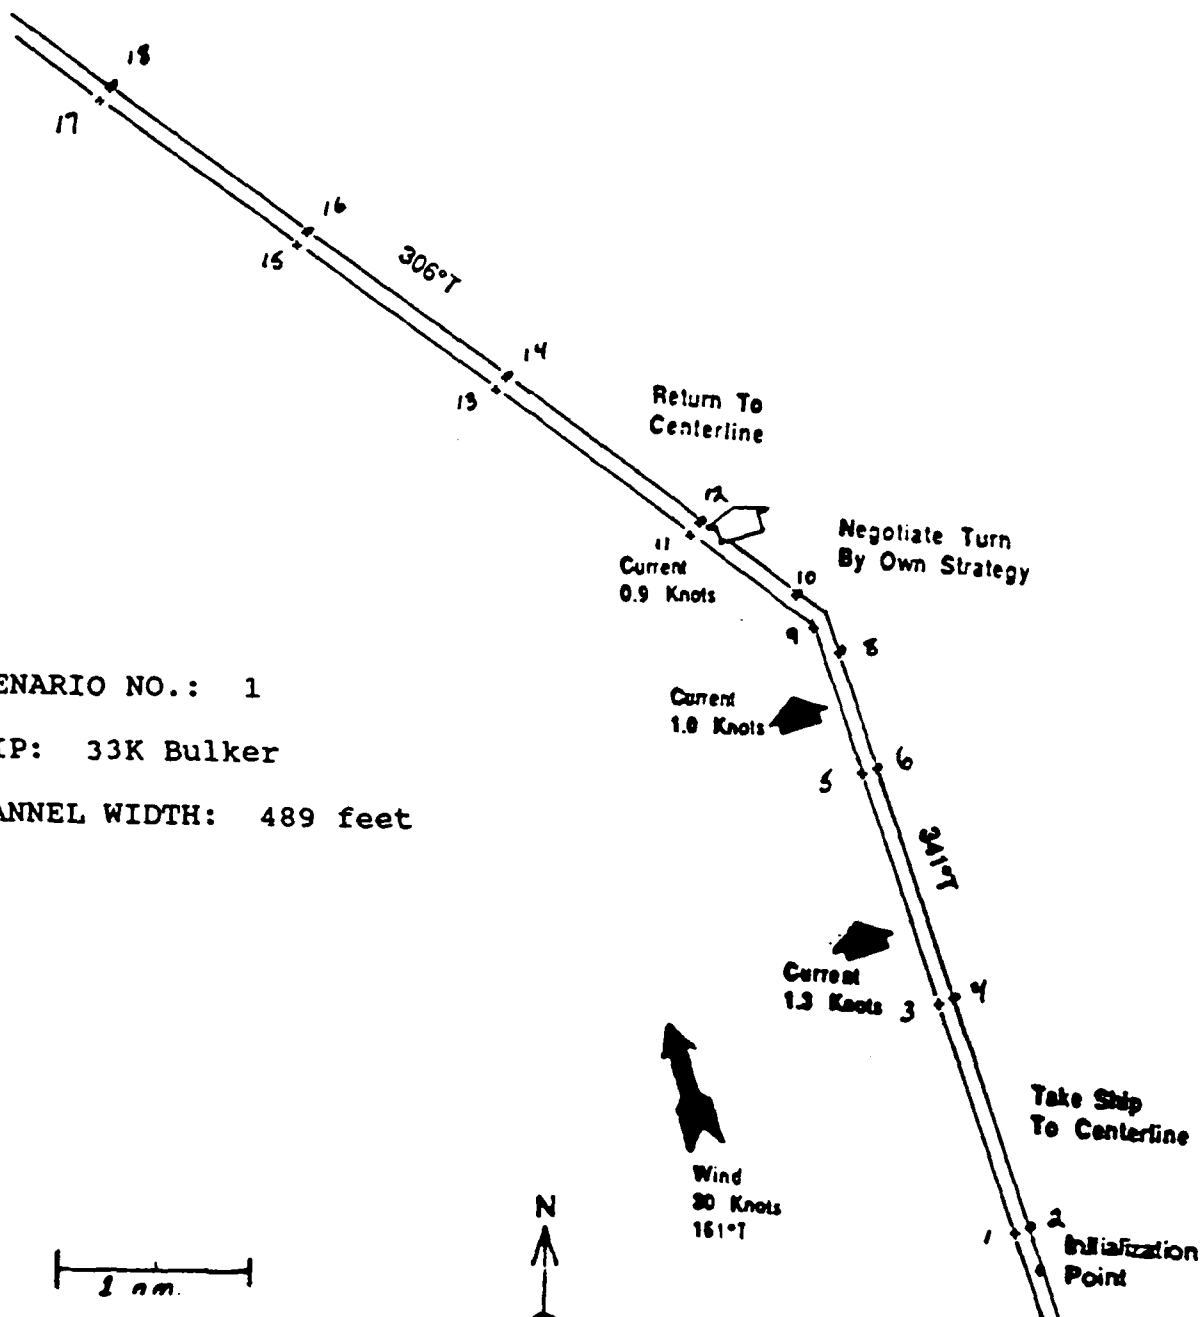 18
17
16
15
306°T
14
13
Return To
Centerline
12
11
Current
0.9 Knots
Negotiate Turn
By Own Strategy
10
9
8
ENARIO NO.: 1
IP: 33K Bulker
ANNEL WIDTH: 489 feet
Current
1.0 Knots
6
5
341°T
Current
1.3 Knots
4
3
Take Ship
To Centerline
Wind
30 Knots
161°T
2
1
Initialization
Point
N
1 nm.